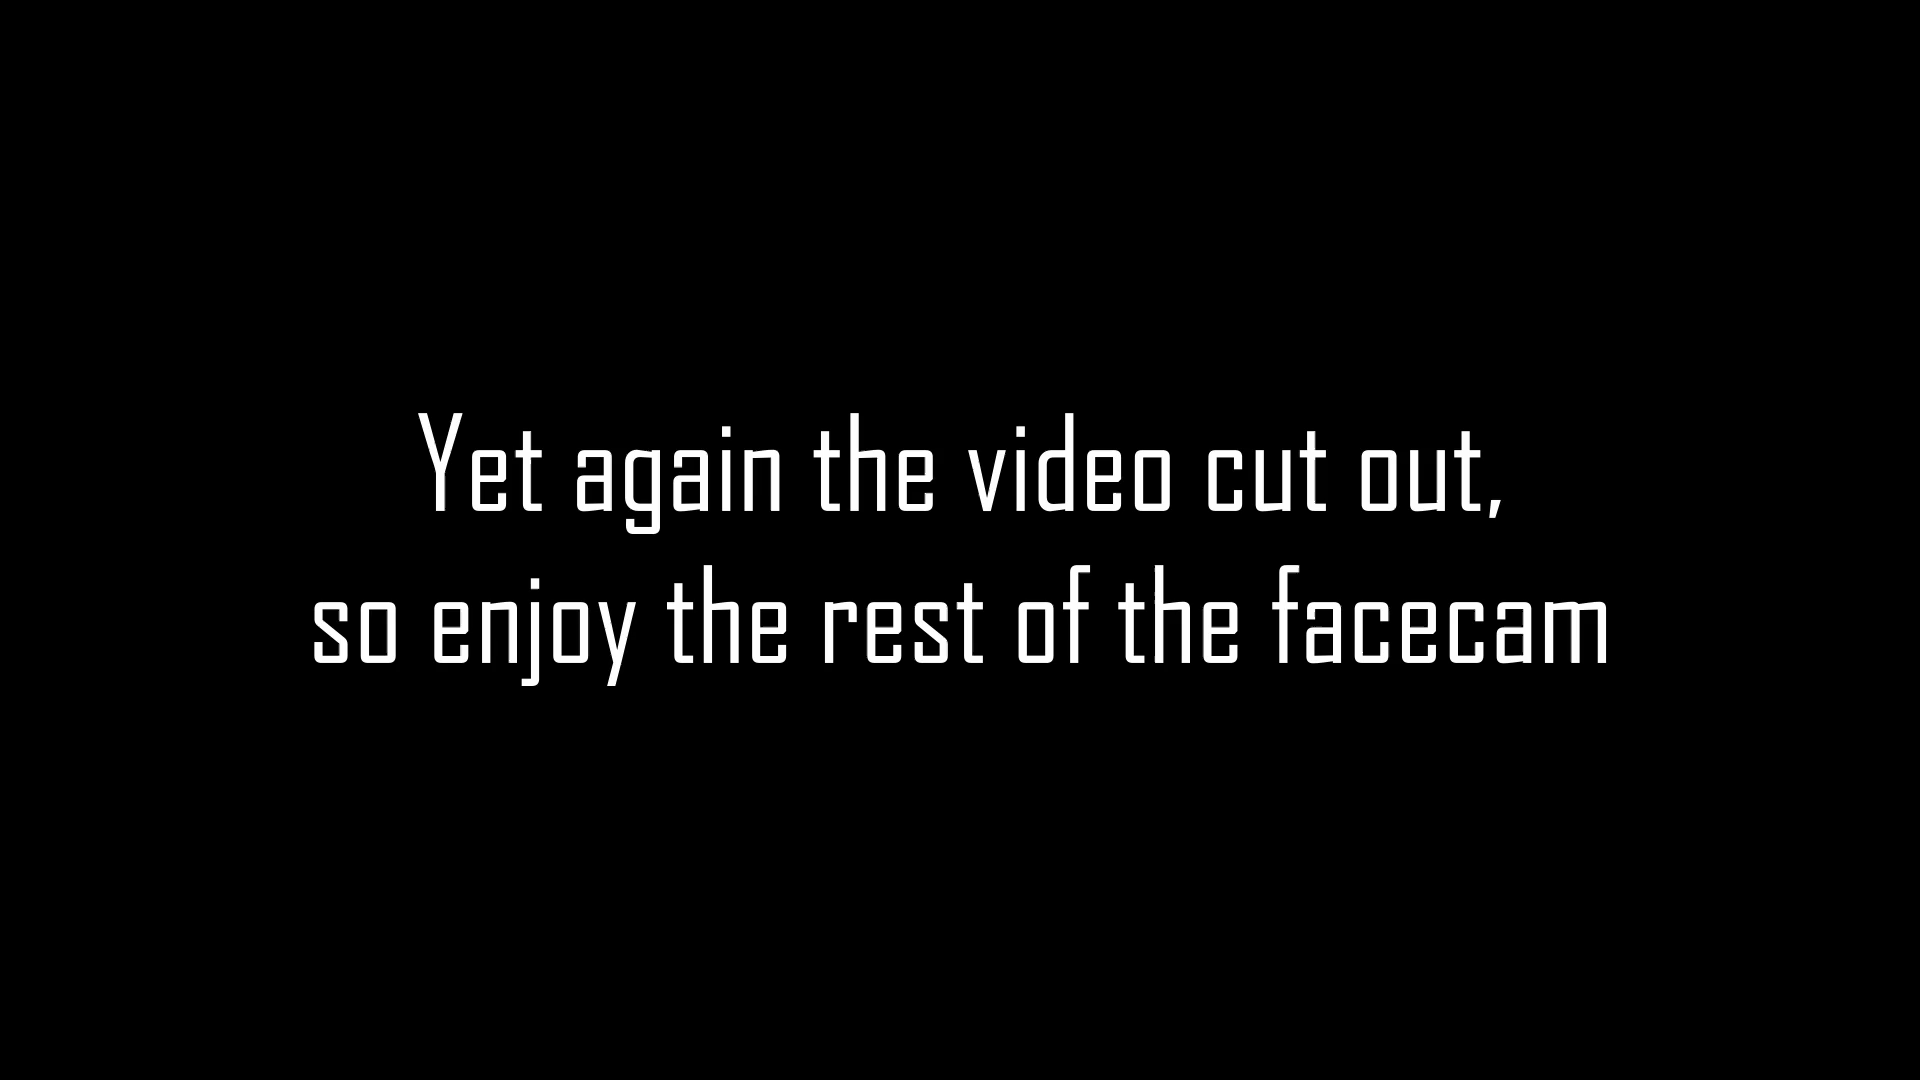 Yet again the video cut out,
so enjoy the rest of the facecam